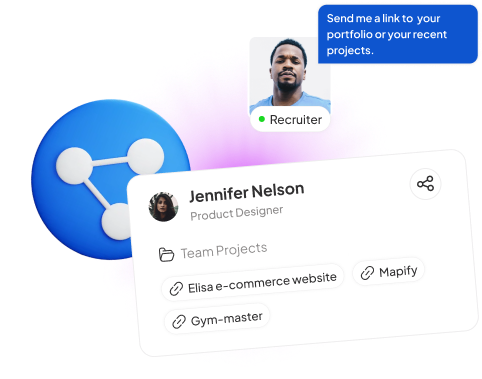 Send me a link to your
portfolio or your recent
projects.
Recruiter
Jennifer Nelson
Product Designer
Team Projects
Elisa e-commerce website
Mapify
Gym-master